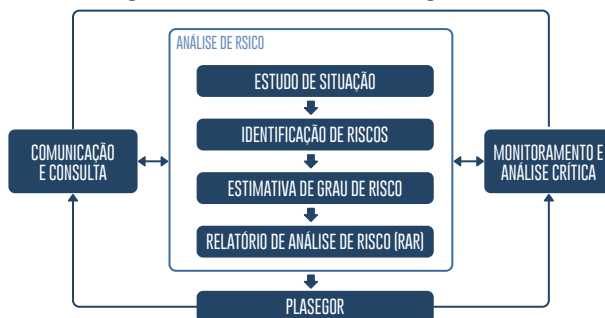 ANÁLISE DE RSICO
ESTUDO DE SITUAÇÃO
IDENTIFICAÇÃO DE RISCOS
COMUNICAÇÃO
E CONSULTA
MONITORAMENTO E
ANÁLISE CRÍTICA
ESTIMATIVA DE GRAU DE RISCO
RELATÓRIO DE ANÁLISE DE RISCO (RAR)
PLASEGOR